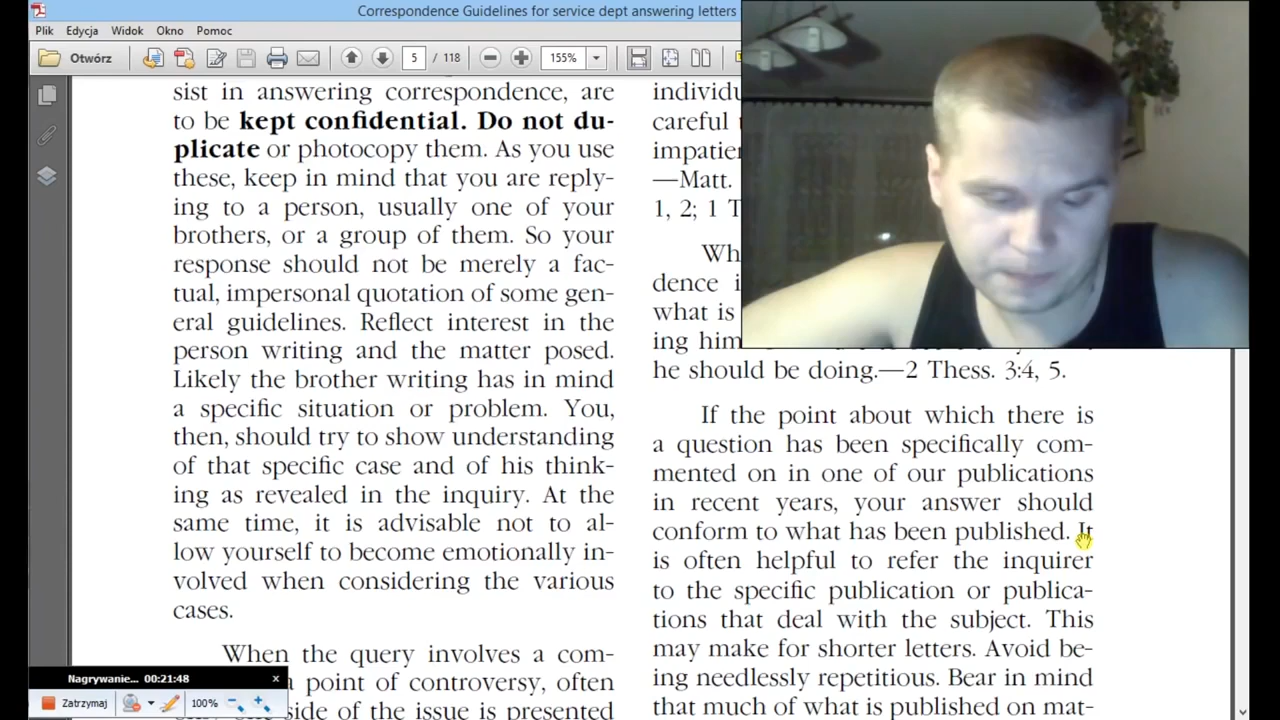 Correspondence Guidelines for service dept answering letters
Plik Edycja Widok Okno Pomoc
Otwórz 5 / 118 155%
sist in answering correspondence, are
to be kept confidential. Do not du-
plicate or photocopy them. As you use
these, keep in mind that you are reply-
ing to a person, usually one of your
brothers, or a group of them. So your
response should not be merely a fac-
tual, impersonal quotation of some gen-
eral guidelines. Reflect interest in the
person writing and the matter posed.
Likely the brother writing has in mind
a specific situation or problem. You,
then, should try to show understanding
of that specific case and of his think-
ing as revealed in the inquiry. At the
same time, it is advisable not to al-
low yourself to become emotionally in-
volved when considering the various
cases.
When the query involves a com-
point of controversy, often
side of the issue is presented
individu
careful
impatien
—Matt.
1, 2; 1 T
Wh
dence i
what is
ing him
he should be doing.—2 Thess. 3:4, 5.
If the point about which there is
a question has been specifically com-
mented on in one of our publications
in recent years, your answer should
conform to what has been published. It
is often helpful to refer the inquirer
to the specific publication or publica-
tions that deal with the subject. This
may make for shorter letters. Avoid be-
ing needlessly repetitious. Bear in mind
that much of what is published on mat-
Nagrywanie... 00:21:48
Zatrzymaj 100%